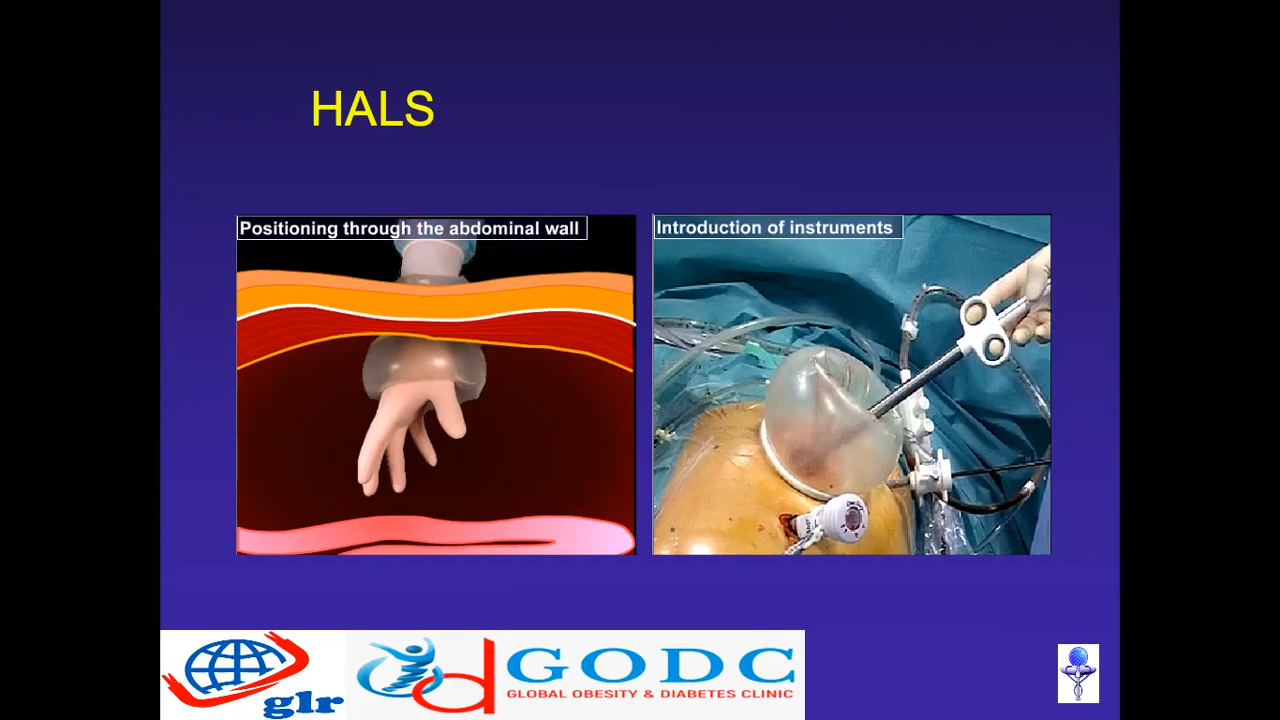 HALS
Positioning through the abdominal wall
Introduction of instruments
glr
GODC
GLOBAL OBESITY & DIABETES CLINIC